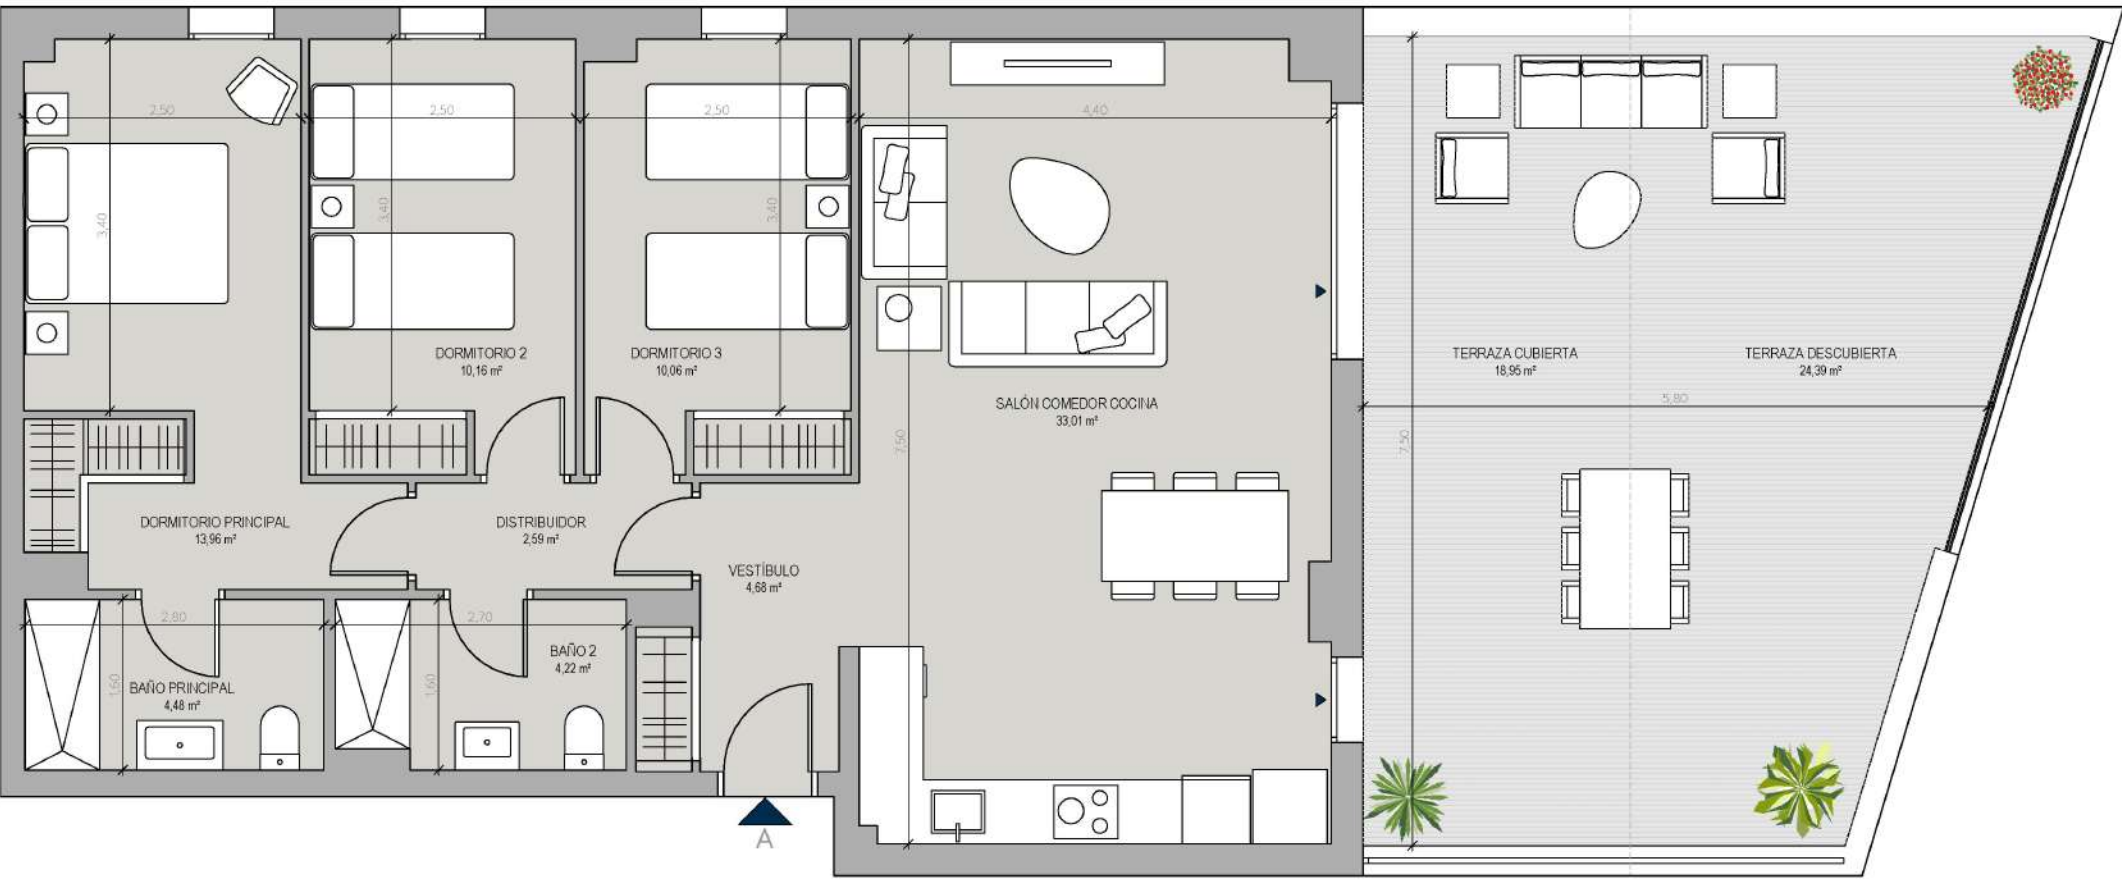 2,50
2,50
2,50
4,40
3,40
3,40
3,40
DORMITORIO 2
10,16 m²
DORMITORIO 3
10,06 m²
TERRAZA CUBIERTA
18,95 m²
TERRAZA DESCUBIERTA
24,39 m²
SALÓN COMEDOR COCINA
33,01 m²
5,80
7,50
7,50
DORMITORIO PRINCIPAL
13,96 m²
DISTRIBUIDOR
2,59 m²
VESTÍBULO
4,68 m²
2,80
2,70
BAÑO 2
4,22 m²
1,60
1,60
BAÑO PRINCIPAL
4,48 m²
A